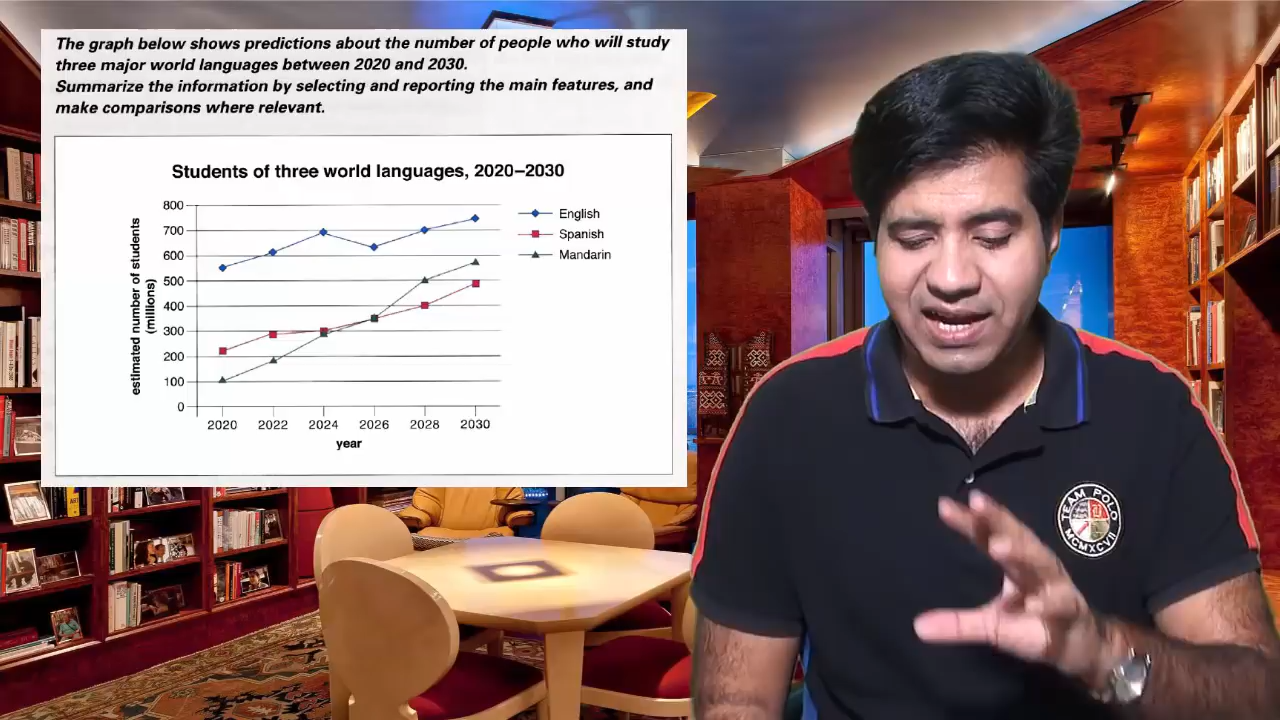 The graph below shows predictions about the number of people who will study
three major world languages between 2020 and 2030.
Summarize the information by selecting and reporting the main features, and
make comparisons where relevant.
Students of three world languages, 2020–2030
800
700
600
500
400
300
200
100
0
estimated number of students
(millions)
2020 2022 2024 2026 2028 2030
year
English
Spanish
Mandarin
TEAM POLO
MCMXCVII